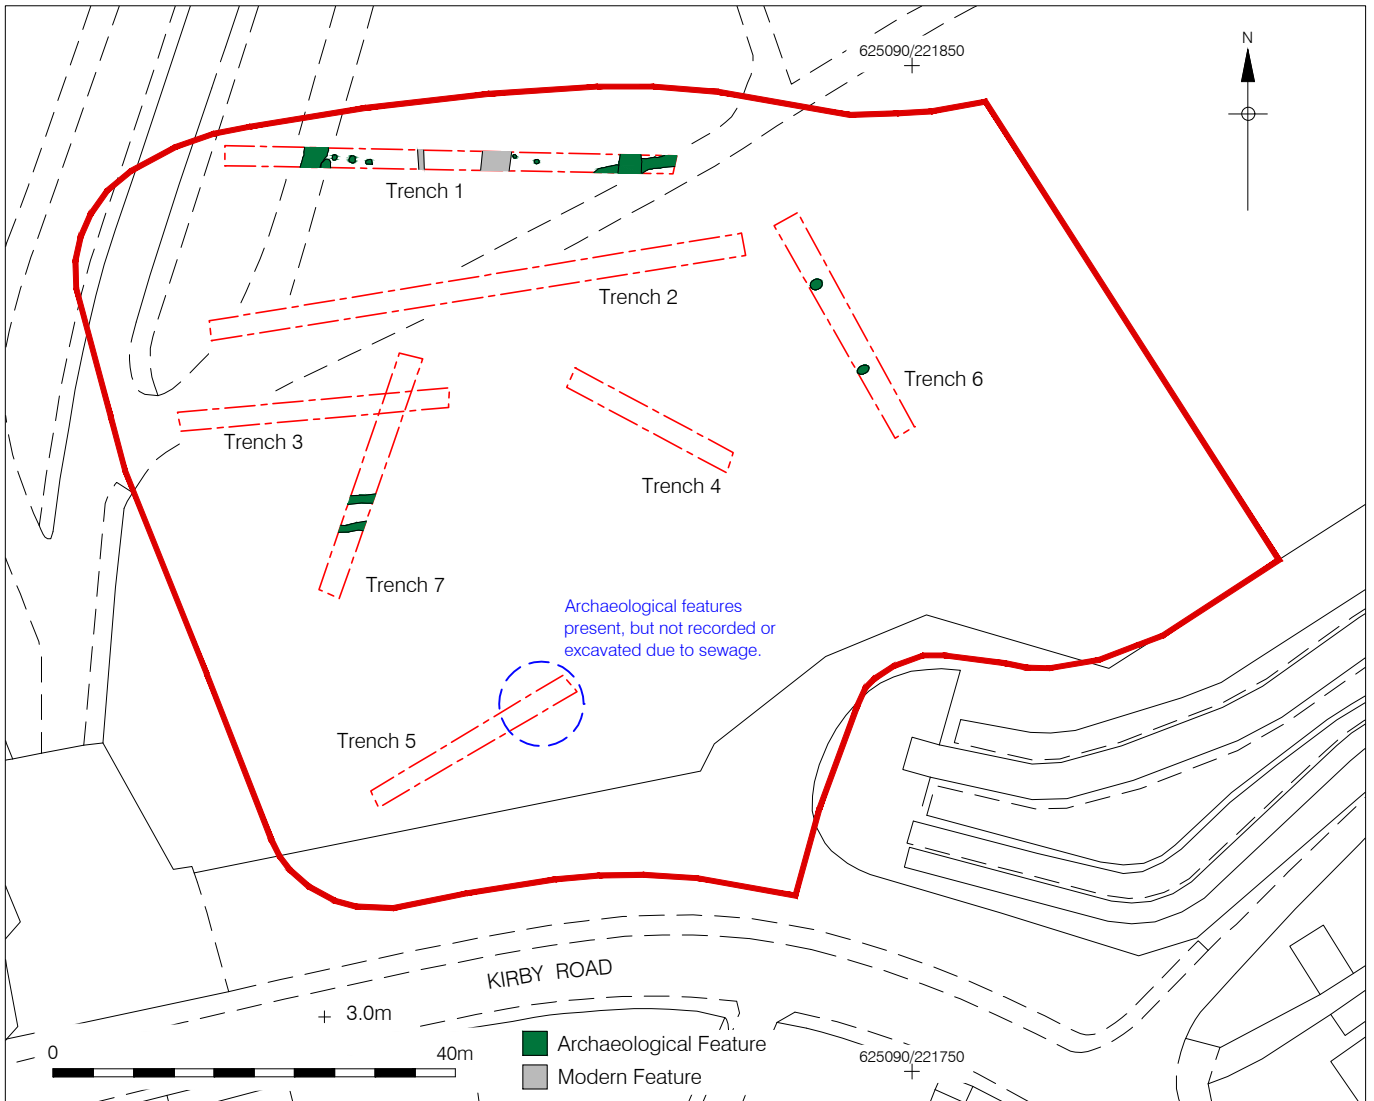 625090/221850
N
Trench 1
Trench 2
Trench 6
Trench 3
Trench 4
Trench 7
Archaeological features
present, but not recorded or
excavated due to sewage.
Trench 5
KIRBY ROAD
3.0m
0
40m
Archaeological Feature
625090/221750
Modern Feature